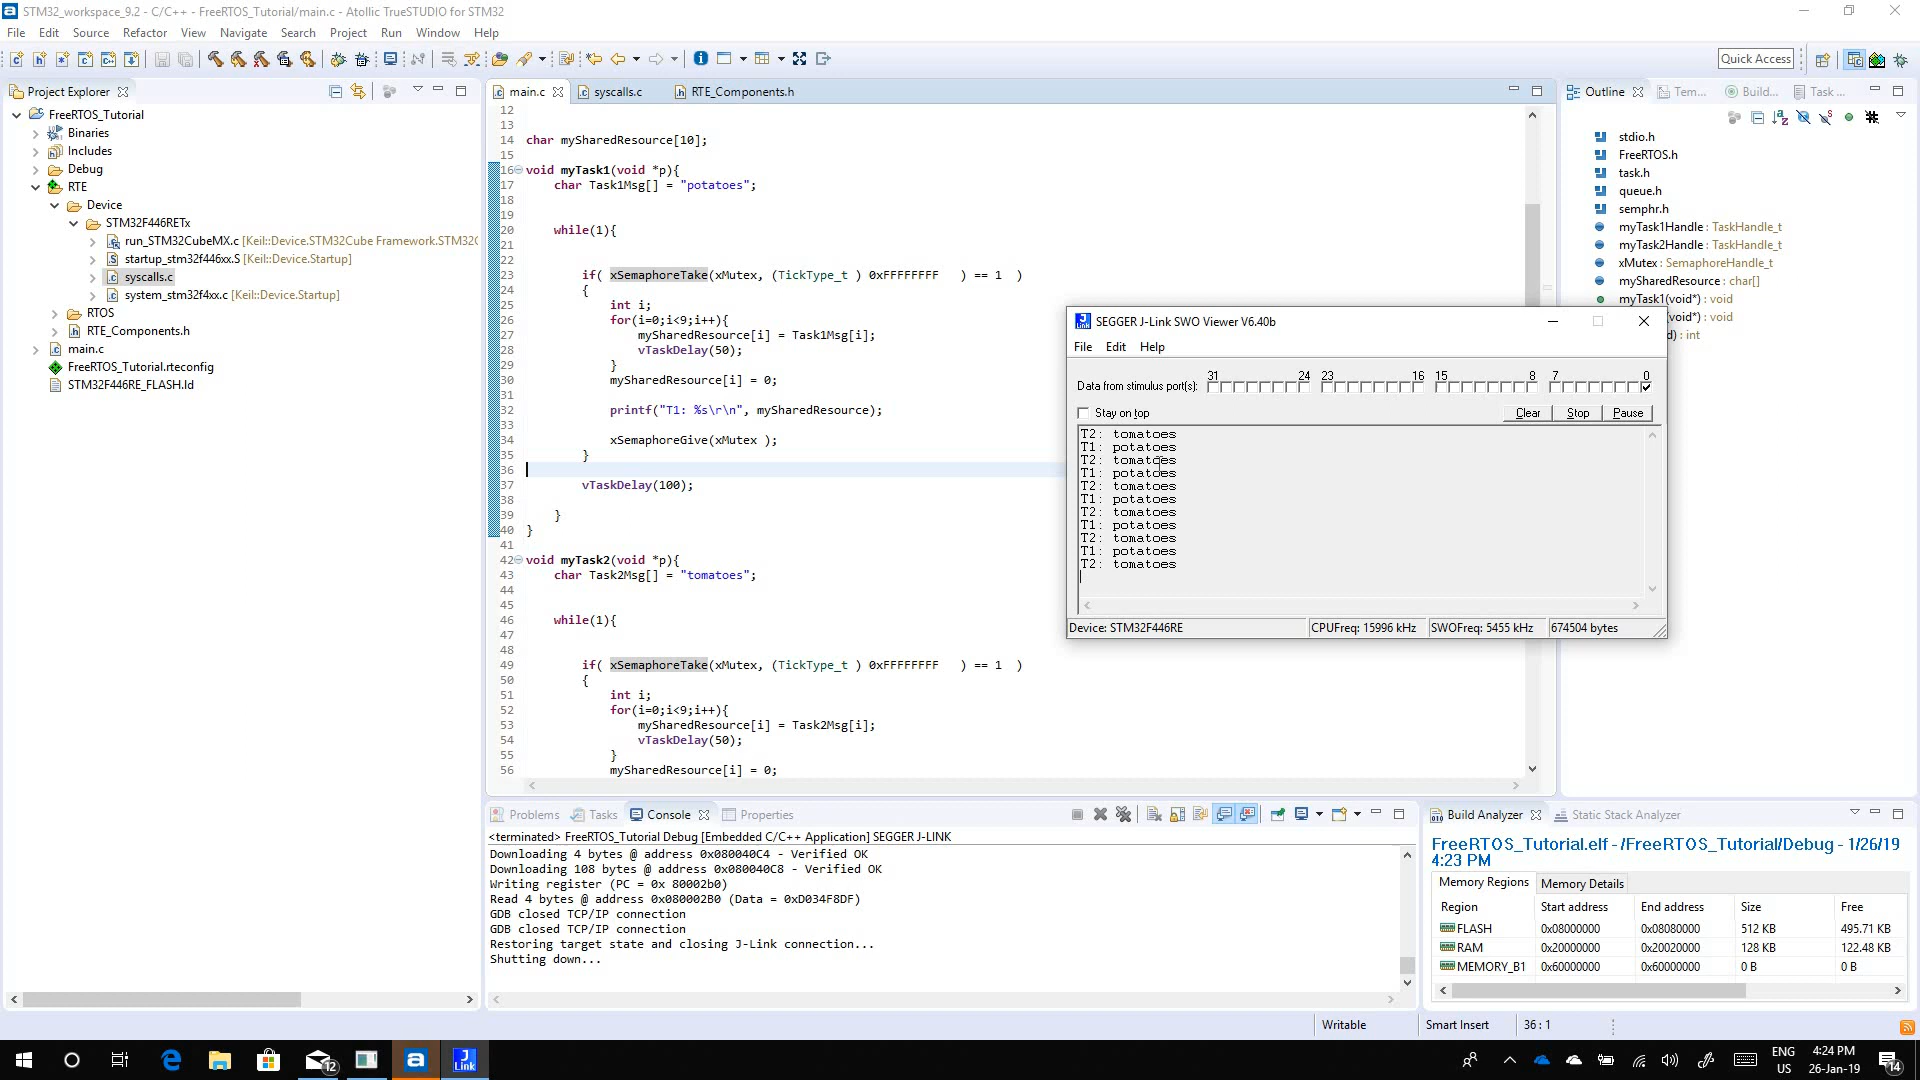 STM32_workspace_9.2 - C/C++ - FreeRTOS_Tutorial/main.c - Atollic TrueSTUDIO for STM32
File Edit Source Refactor View Navigate Search Project Run Window Help
Quick Access
Project Explorer
FreeRTOS_Tutorial
Binaries
Includes
Debug
RTE
Device
STM32F446RETx
run_STM32CubeMX.c [Keil::Device.STM32Cube Framework.STM32C
startup_stm32f446xx.S [Keil::Device.Startup]
syscalls.c
system_stm32f4xx.c [Keil::Device.Startup]
RTOS
RTE_Components.h
main.c
FreeRTOS_Tutorial.rteconfig
STM32F446RE_FLASH.ld
main.c syscalls.c RTE_Components.h
12
13
14 char mySharedResource[10];
15
16 void myTask1(void *p){
17 char Task1Msg[] = "potatoes";
18
19
20 while(1){
21
22
23 if( xSemaphoreTake(xMutex, (TickType_t ) 0xFFFFFFFF ) == 1 )
24 {
25 int i;
26 for(i=0;i<9;i++){
27 mySharedResource[i] = Task1Msg[i];
28 vTaskDelay(50);
29 }
30 mySharedResource[i] = 0;
31
32 printf("T1: %s\r\n", mySharedResource);
33
34 xSemaphoreGive(xMutex );
35 }
36
37 vTaskDelay(100);
38
39 }
40 }
41
42 void myTask2(void *p){
43 char Task2Msg[] = "tomatoes";
44
45
46 while(1){
47
48
49 if( xSemaphoreTake(xMutex, (TickType_t ) 0xFFFFFFFF ) == 1 )
50 {
51 int i;
52 for(i=0;i<9;i++){
53 mySharedResource[i] = Task2Msg[i];
54 vTaskDelay(50);
55 }
56 mySharedResource[i] = 0;
Outline Tem... Build... Task ...
stdio.h
FreeRTOS.h
task.h
queue.h
semphr.h
myTask1Handle : TaskHandle_t
myTask2Handle : TaskHandle_t
xMutex : SemaphoreHandle_t
mySharedResource : char[]
myTask1(void*) : void
(void*) : void
d) : int
SEGGER J-Link SWO Viewer V6.40b
File Edit Help
31 24 23 16 15 8 7 0
Data from stimulus port(s):
Stay on top
Clear Stop Pause
T2: tomatoes
T1: potatoes
T2: tomatoes
T1: potatoes
T2: tomatoes
T1: potatoes
T2: tomatoes
T1: potatoes
T2: tomatoes
T1: potatoes
T2: tomatoes
Device: STM32F446RE CPUFreq: 15996 kHz SWOFreq: 5455 kHz 674504 bytes
Problems Tasks Console Properties
<terminated> FreeRTOS_Tutorial Debug [Embedded C/C++ Application] SEGGER J-LINK
Downloading 4 bytes @ address 0x080040C4 - Verified OK
Downloading 108 bytes @ address 0x080040C8 - Verified OK
Writing register (PC = 0x 80002b0)
Read 4 bytes @ address 0x080002B0 (Data = 0xD034F8DF)
GDB closed TCP/IP connection
GDB closed TCP/IP connection
Restoring target state and closing J-Link connection...
Shutting down...
Build Analyzer Static Stack Analyzer
FreeRTOS_Tutorial.elf - /FreeRTOS_Tutorial/Debug - 1/26/19
4:23 PM
Memory Regions Memory Details
Region Start address End address Size Free
FLASH 0x08000000 0x08080000 512 KB 495.71 KB
RAM 0x20000000 0x20020000 128 KB 122.48 KB
MEMORY_B1 0x60000000 0x60000000 0 B 0 B
Writable Smart Insert 36 : 1
12
J Link
ENG
US
4:24 PM
26-Jan-19
14